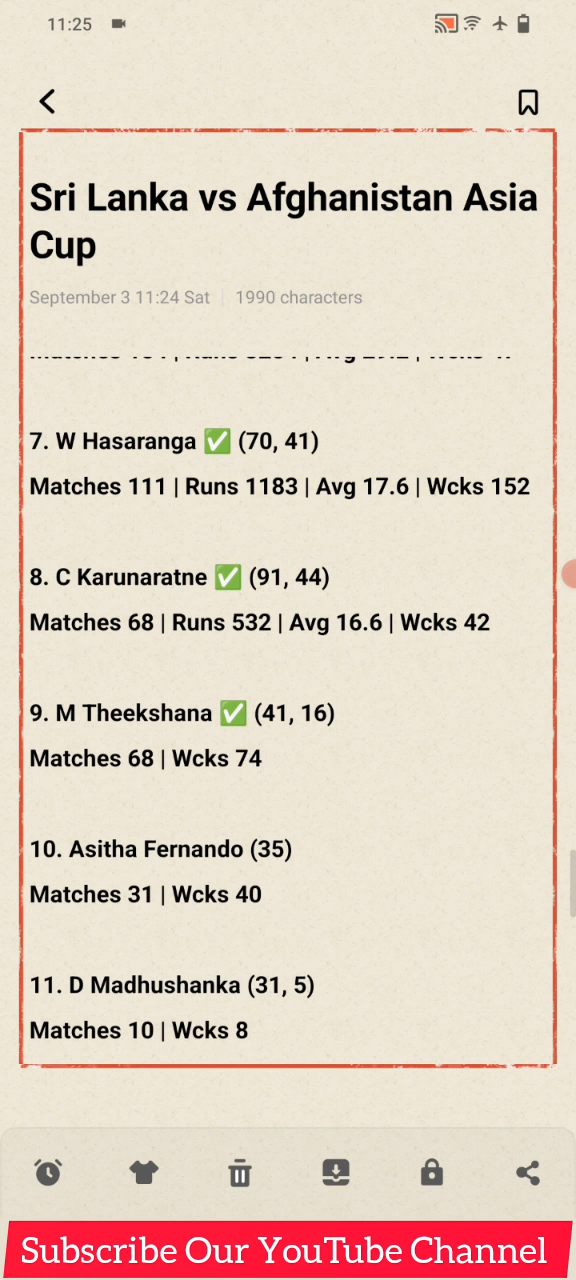 11:25
Sri Lanka vs Afghanistan Asia
Cup
September 3 11:24 Sat | 1990 characters
7. W Hasaranga ✅ (70, 41)
Matches 111 | Runs 1183 | Avg 17.6 | Wcks 152
8. C Karunaratne ✅ (91, 44)
Matches 68 | Runs 532 | Avg 16.6 | Wcks 42
9. M Theekshana ✅ (41, 16)
Matches 68 | Wcks 74
10. Asitha Fernando (35)
Matches 31 | Wcks 40
11. D Madhushanka (31, 5)
Matches 10 | Wcks 8
Subscribe Our YouTube Channel